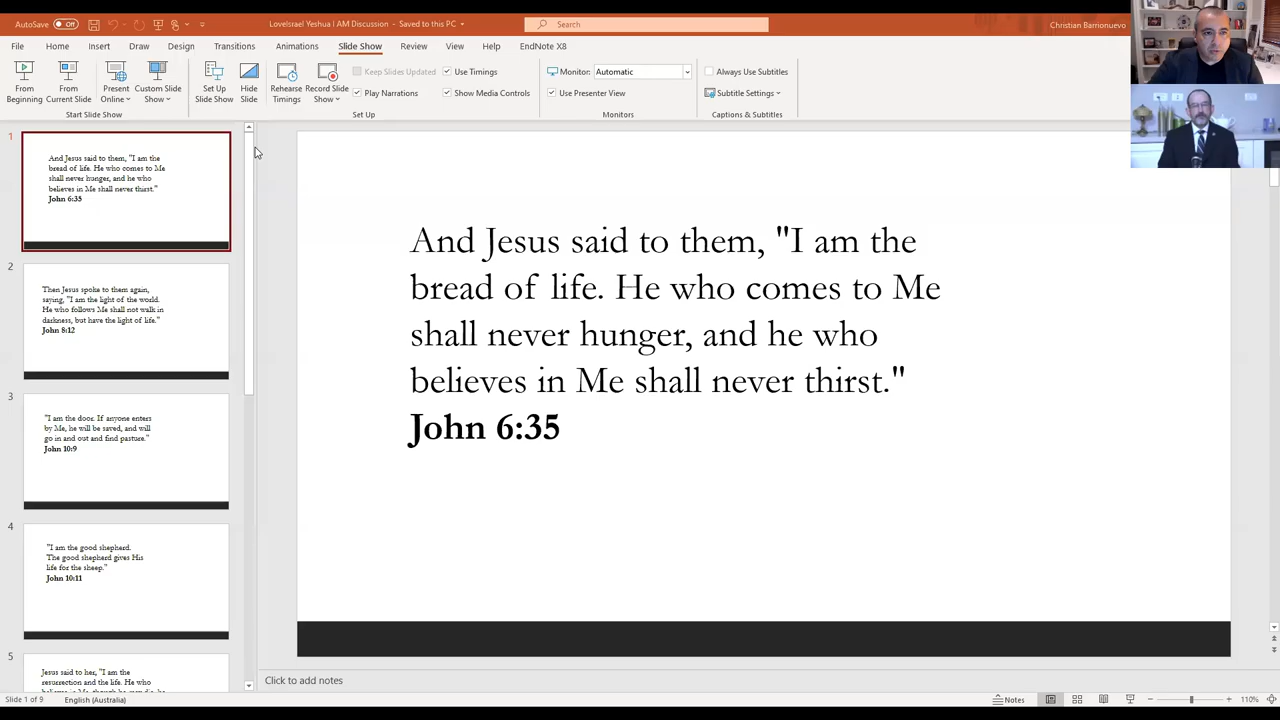 AutoSave Off
LoveIsrael Yeshua I AM Discussion - Saved to this PC
Search
Christian Barrionuevo
File Home Insert Draw Design Transitions Animations Slide Show Review View Help EndNote X8
From Beginning
From Current Slide
Present Online
Custom Slide Show
Start Slide Show
Set Up Slide Show
Hide Slide
Rehearse Timings
Record Slide Show
Keep Slides Updated
Play Narrations
Use Timings
Show Media Controls
Set Up
Monitor: Automatic
Use Presenter View
Monitors
Always Use Subtitles
Subtitle Settings
Captions & Subtitles
1
And Jesus said to them, "I am the
bread of life. He who comes to Me
shall never hunger, and he who
believes in Me shall never thirst."
John 6:35
2
Then Jesus spoke to them again,
saying, "I am the light of the world.
He who follows Me shall not walk in
darkness, but have the light of life."
John 8:12
3
"I am the door. If anyone enters
by Me, he will be saved, and will
go in and out and find pasture."
John 10:9
4
"I am the good shepherd.
The good shepherd gives His
life for the sheep."
John 10:11
5
Jesus said to her, "I am the
resurrection and the life. He who
And Jesus said to them, "I am the
bread of life. He who comes to Me
shall never hunger, and he who
believes in Me shall never thirst."
John 6:35
Click to add notes
Slide 1 of 9
English (Australia)
Notes
110%